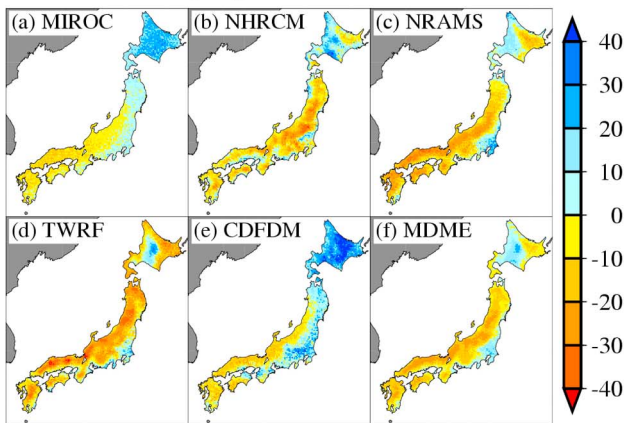 (a) MIROC
(b) NHRCM
(c) NRAMS
(d) TWRF
(e) CDFDM
(f) MDME
40
30
20
10
0
-10
-20
-30
-40